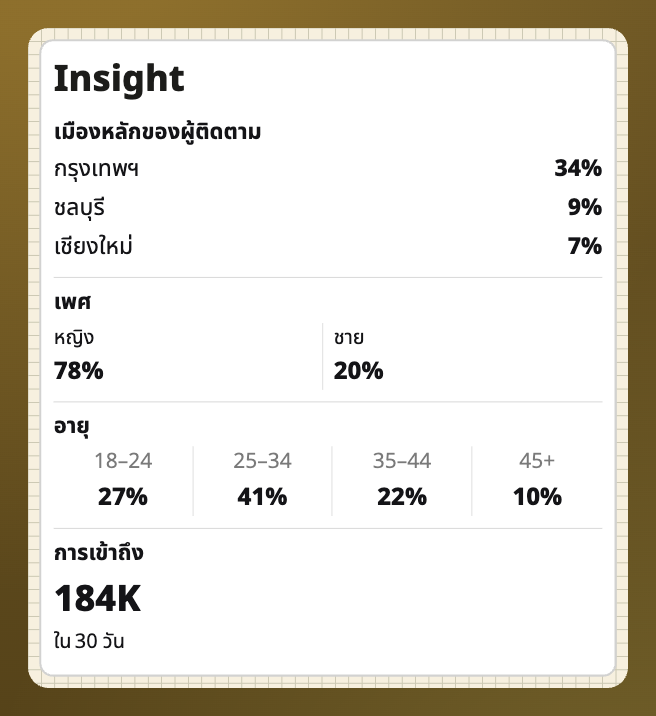 Insight
เมืองหลักของผู้ติดตาม
กรุงเทพฯ 34%
ชลบุรี 9%
เชียงใหม่ 7%
เพศ
หญิง ชาย
78% 20%
อายุ
18–24 25–34 35–44 45+
27% 41% 22% 10%
การเข้าถึง
184K
ใน 30 วัน